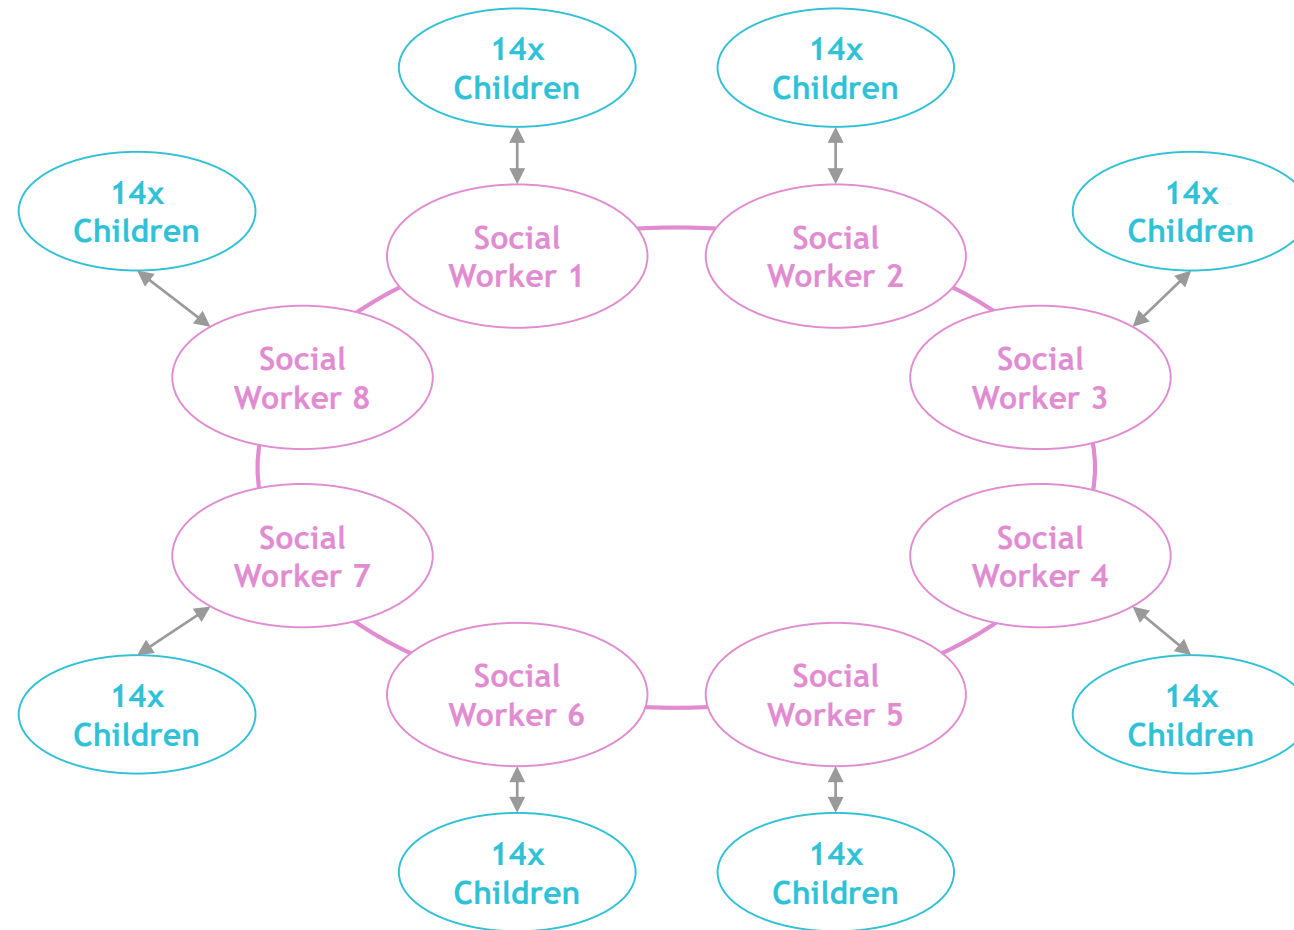 14x
Children
14x
Children
14x
Children
14x
Children
Social
Worker 1
Social
Worker 2
Social
Worker 8
Social
Worker 3
Social
Worker 7
Social
Worker 4
Social
Worker 6
Social
Worker 5
14x
Children
14x
Children
14x
Children
14x
Children